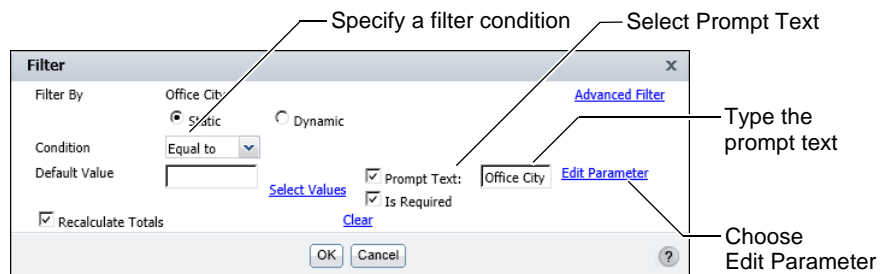 Specify a filter condition
Select Prompt Text
Filter
x
Filter By
Office City
Advanced Filter
Static
Dynamic
Type the
prompt text
Condition
Equal to
Default Value
Select Values
Prompt Text:
Office City
Edit Parameter
Is Required
Recalculate Totals
Clear
Choose
Edit Parameter
OK
Cancel
?